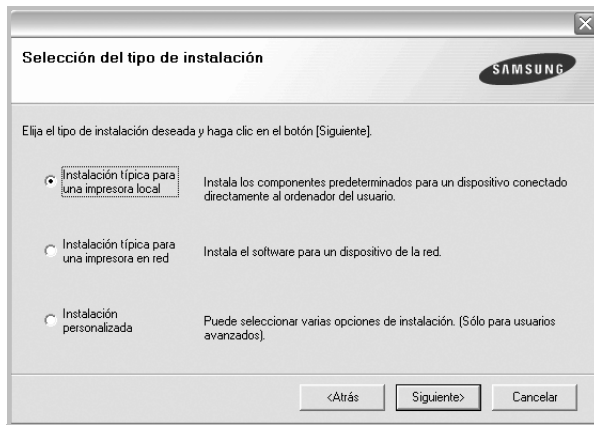 Selección del tipo de instalación
SAMSUNG
Elija el tipo de instalación deseada y haga clic en el botón [Siguiente].
Instalación típica para
una impresora local
Instala los componentes predeterminados para un dispositivo conectado
directamente al ordenador del usuario.
Instalación típica para
una impresora en red
Instala el software para un dispositivo de la red.
Instalación
personalizada
Puede seleccionar varias opciones de instalación. (Sólo para usuarios
avanzados).
<Atrás
Siguiente>
Cancelar